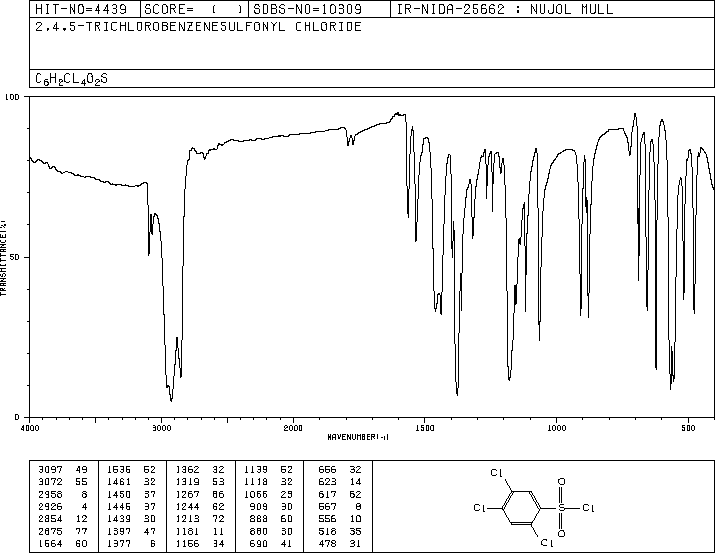 HIT-NO=4439 SCORE= ( ) SDBS-NO=10309 IR-NIDA-25662 : NUJOL MULL
2,4,5-TRICHLOROBENZENESULFONYL CHLORIDE
C6H2CL4O2S
100
50
0
TRANSMITTANCE(%)
4000 3000 2000 1500 1000 500
WAVENUMBER(-1)
3097 49 1536 52 1362 32 1139 52 656 32
3072 55 1461 32 1319 53 1118 32 623 14
2958 8 1450 37 1267 66 1066 23 617 62
2926 4 1446 37 1244 62 909 30 567 8
2854 12 1439 30 1213 72 888 60 556 10
2675 77 1397 47 1181 11 880 30 518 35
1564 60 1377 6 1156 34 690 41 478 31
Cl
O
Cl
S
Cl
O
Cl